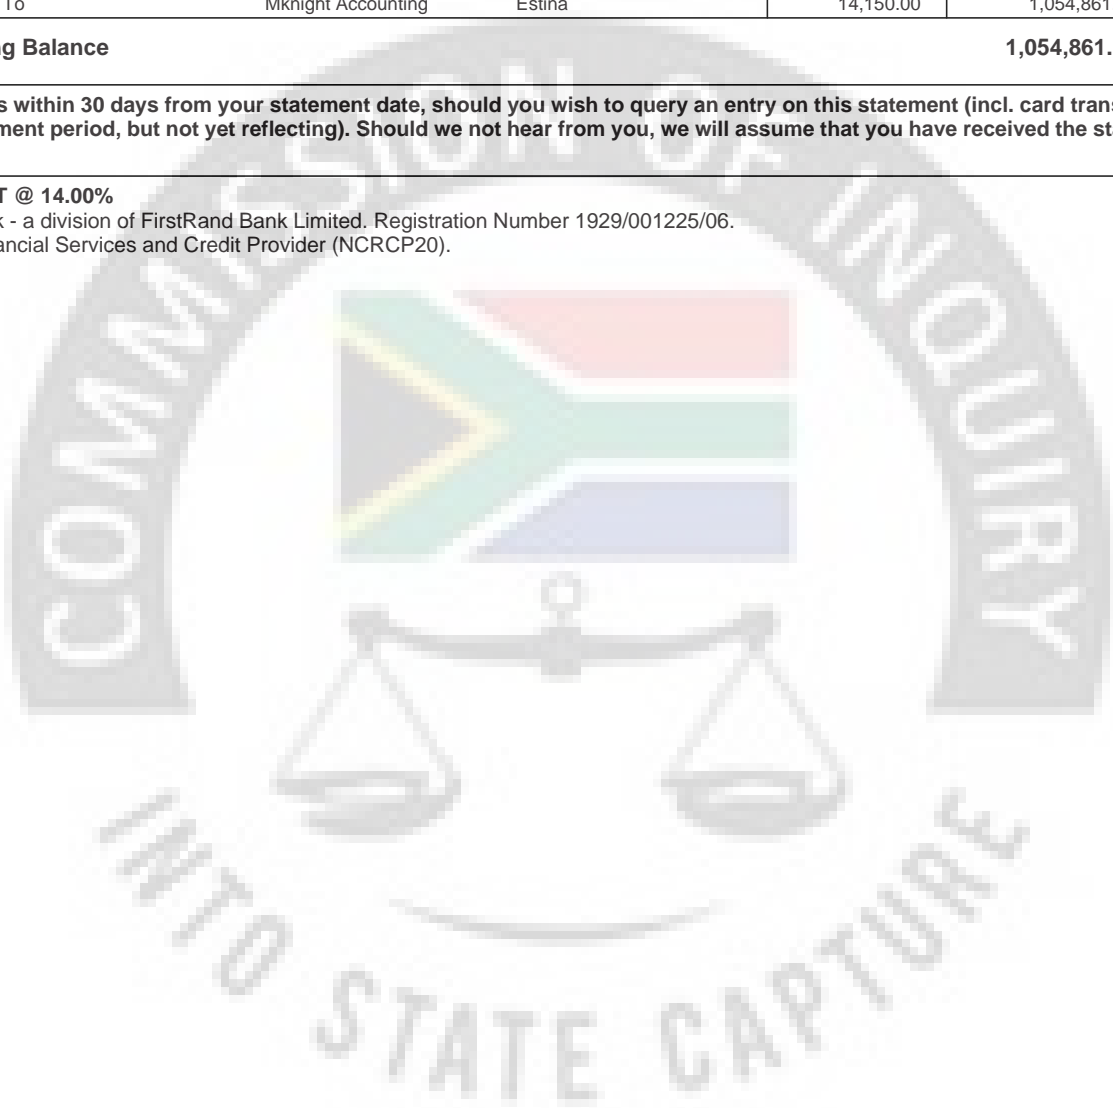 To Mknight Accounting Estina 14,150.00 1,054,861
g Balance 1,054,861.
s within 30 days from your statement date, should you wish to query an entry on this statement (incl. card trans
ment period, but not yet reflecting). Should we not hear from you, we will assume that you have received the sta
T @ 14.00%
k - a division of FirstRand Bank Limited. Registration Number 1929/001225/06.
ancial Services and Credit Provider (NCRCP20).
COMMISSION OF INQUIRY
INTO STATE CAPTURE